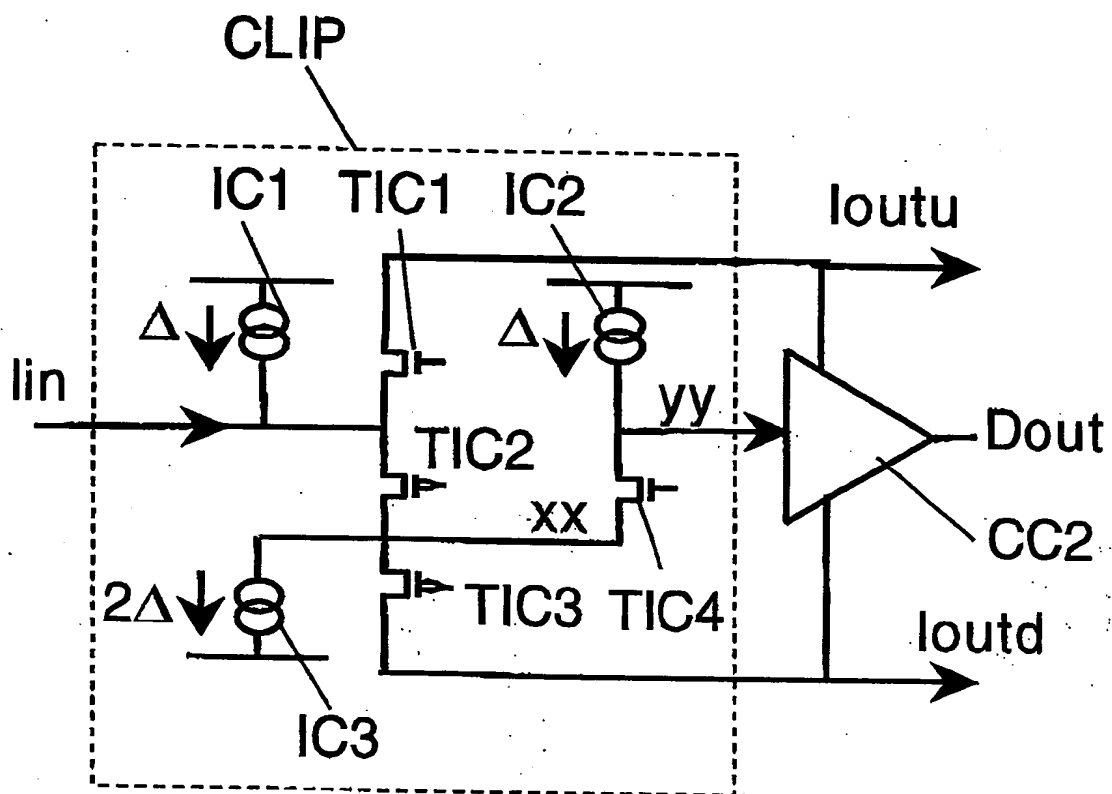 CLIP
IC1 TIC1 IC2
Ioutu
Δ Δ
Iin
yy
Dout
TIC2
xx
CC2
2Δ
TIC3 TIC4
Ioutd
IC3